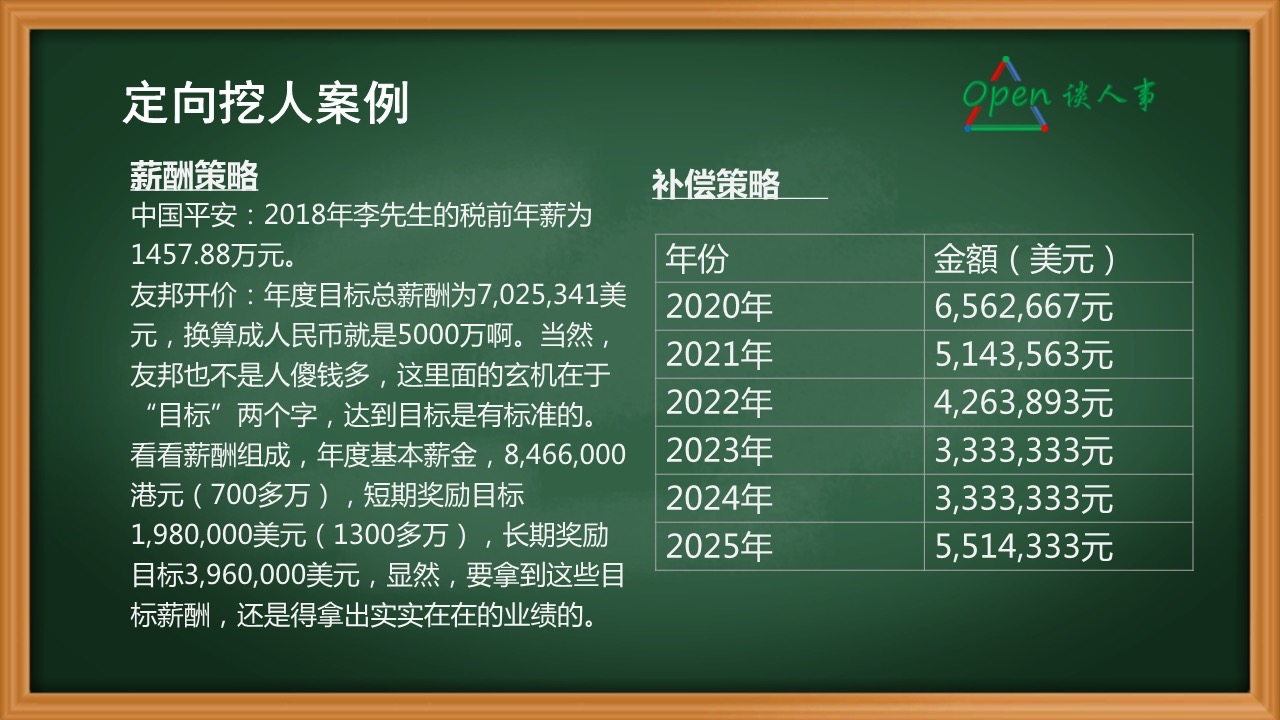 定向挖人案例
Open 谈人事
薪酬策略
中国平安：2018年李先生的税前年薪为
1457.88万元。
友邦开价：年度目标总薪酬为7,025,341美
元，换算成人民币就是5000万啊。当然，
友邦也不是人傻钱多，这里面的玄机在于
“目标”两个字，达到目标是有标准的。
看看薪酬组成，年度基本薪金，8,466,000
港元（700多万），短期奖励目标
1,980,000美元（1300多万），长期奖励
目标3,960,000美元，显然，要拿到这些目
标薪酬，还是得拿出实实在在的业绩的。
补偿策略
年份 金額（美元）
2020年 6,562,667元
2021年 5,143,563元
2022年 4,263,893元
2023年 3,333,333元
2024年 3,333,333元
2025年 5,514,333元